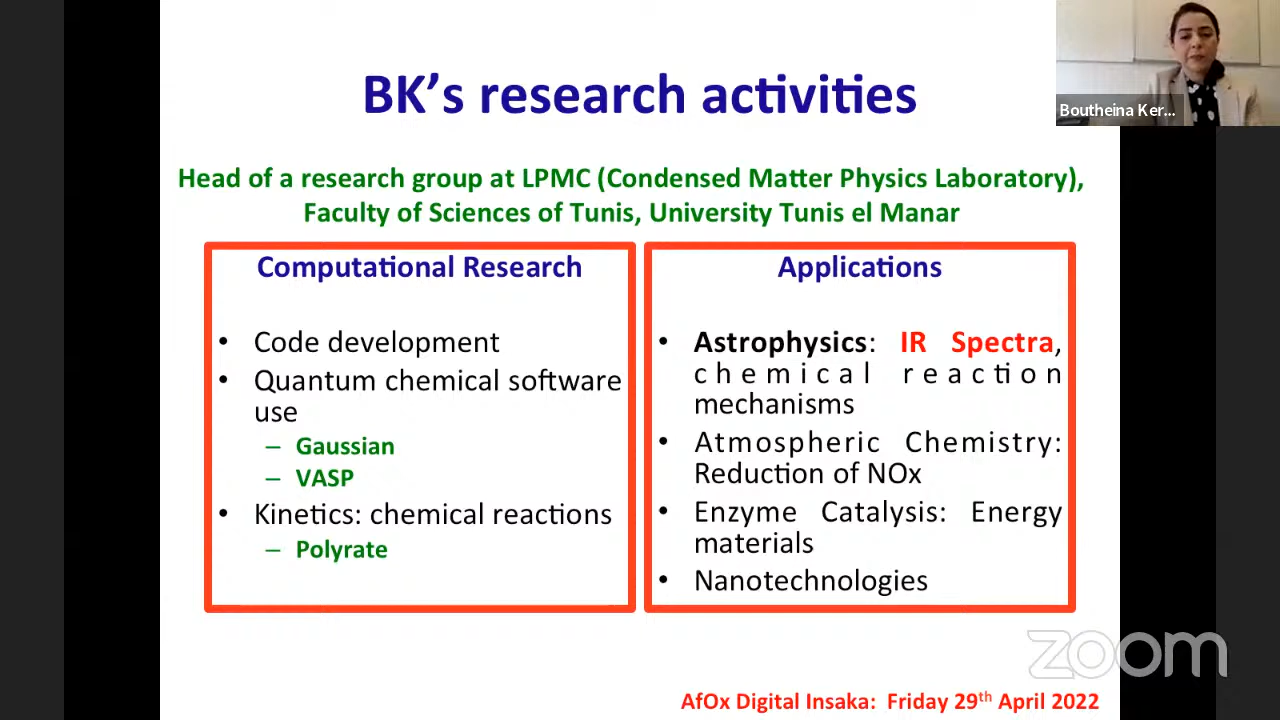 BK's research activities
Boutheina Ker...
Head of a research group at LPMC (Condensed Matter Physics Laboratory),
Faculty of Sciences of Tunis, University Tunis el Manar
Computational Research
• Code development
• Quantum chemical software
use
– Gaussian
– VASP
• Kinetics: chemical reactions
– Polyrate
Applications
• Astrophysics: IR Spectra,
chemical reaction
mechanisms
• Atmospheric Chemistry:
Reduction of NOx
• Enzyme Catalysis: Energy
materials
• Nanotechnologies
zoom
AfOx Digital Insaka: Friday 29th April 2022